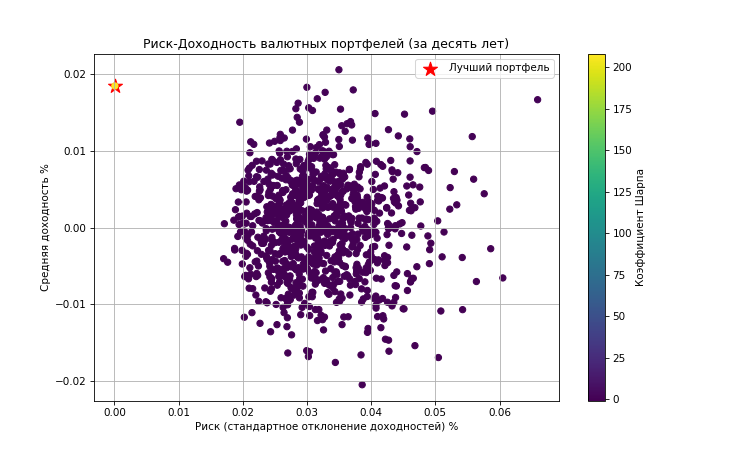 Риск-Доходность валютных портфелей (за десять лет)
Лучший портфель
Средняя доходность %
0.02
0.01
0.00
−0.01
−0.02
0.00 0.01 0.02 0.03 0.04 0.05 0.06
Риск (стандартное отклонение доходностей) %
200
175
150
125
100
75
50
25
0
Коэффициент Шарпа